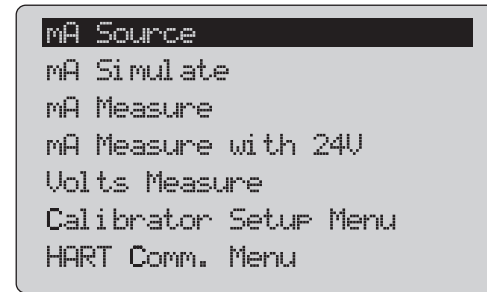 mA Source
mA Simulate
mA Measure
mA Measure with 24V
Volts Measure
Calibrator Setup Menu
HART Comm. Menu